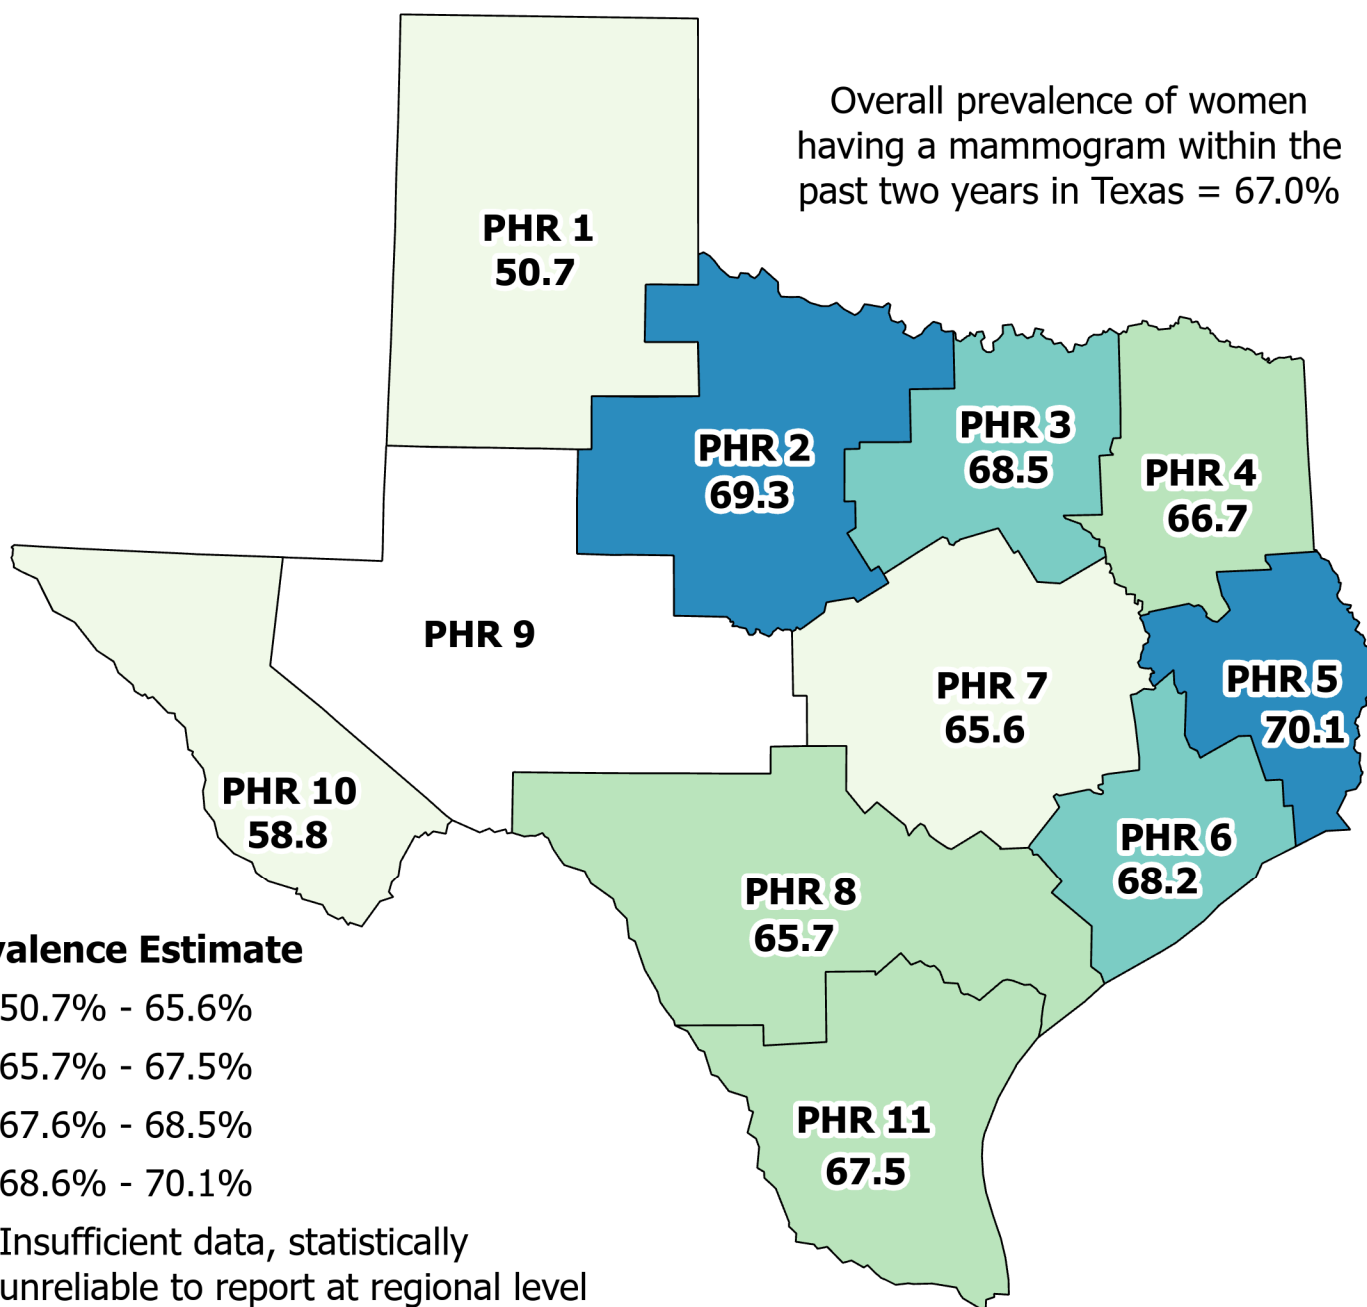 Overall prevalence of women
having a mammogram within the
past two years in Texas = 67.0%
PHR 1
50.7
PHR 2
69.3
PHR 3
68.5
PHR 4
66.7
PHR 9
PHR 7
65.6
PHR 5
70.1
PHR 10
58.8
PHR 6
68.2
PHR 8
65.7
PHR 11
67.5
valence Estimate
50.7% - 65.6%
65.7% - 67.5%
67.6% - 68.5%
68.6% - 70.1%
Insufficient data, statistically
unreliable to report at regional level